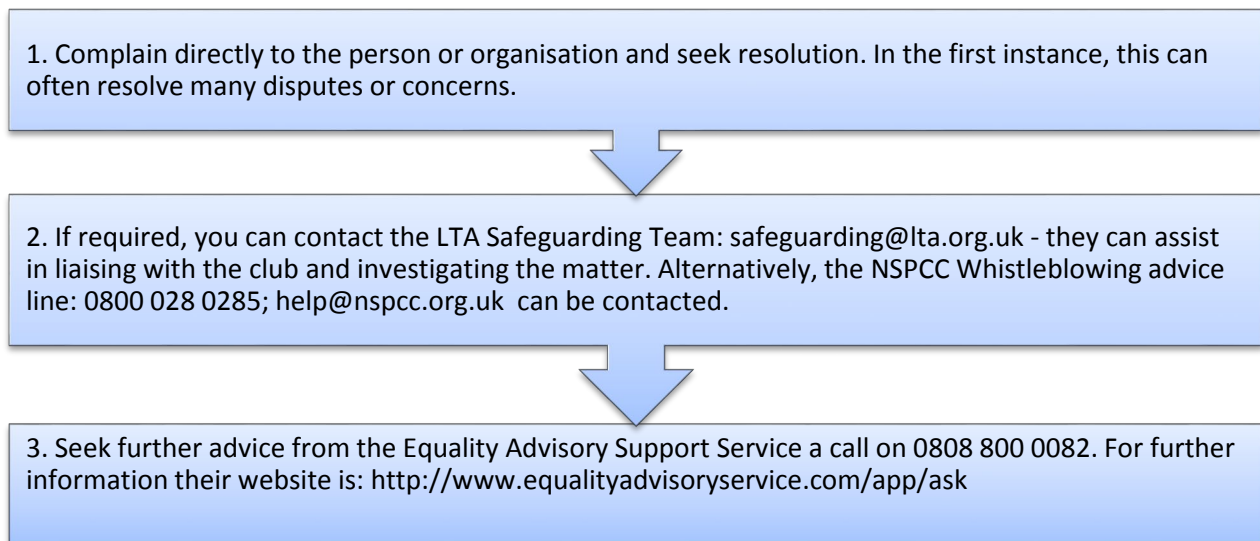 1. Complain directly to the person or organisation and seek resolution. In the first instance, this can
often resolve many disputes or concerns.
2. If required, you can contact the LTA Safeguarding Team: safeguarding@lta.org.uk - they can assist
in liaising with the club and investigating the matter. Alternatively, the NSPCC Whistleblowing advice
line: 0800 028 0285; help@nspcc.org.uk  can be contacted.
3. Seek further advice from the Equality Advisory Support Service a call on 0808 800 0082. For further
information their website is: http://www.equalityadvisoryservice.com/app/ask